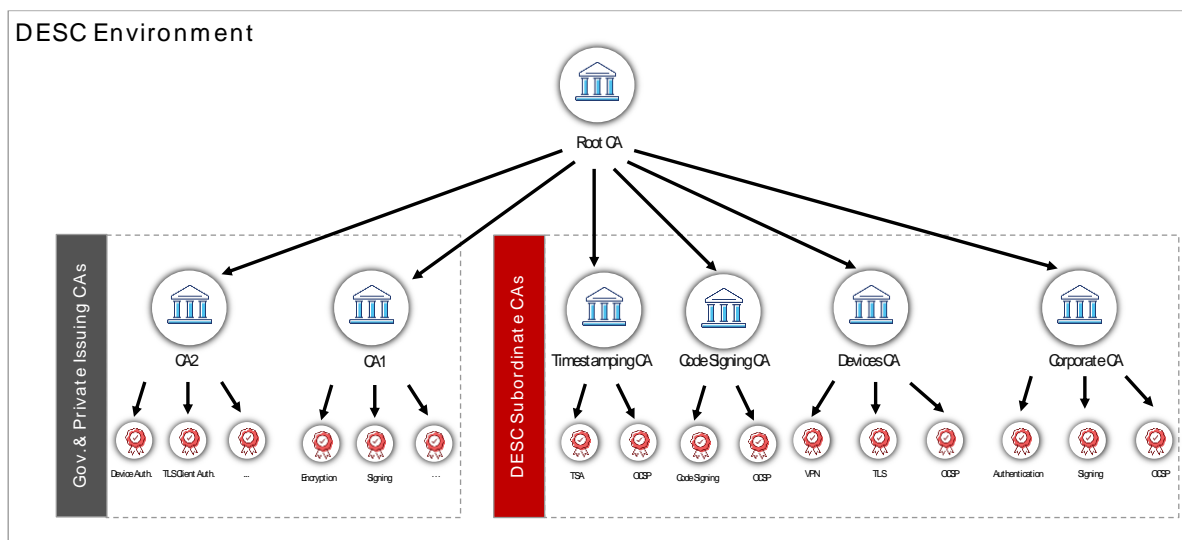 DESC Environment
Root CA
Gov. & Private Issuing CAs
CA2
CA1
Device Auth.
TLS Client Auth.
...
Encryption
Signing
...
DESC Subordinate CAs
Timestamping CA
Code Signing CA
Devices CA
Corporate CA
TSA
OCSP
Code Signing
OCSP
VPN
TLS
OCSP
Authentication
Signing
OCSP